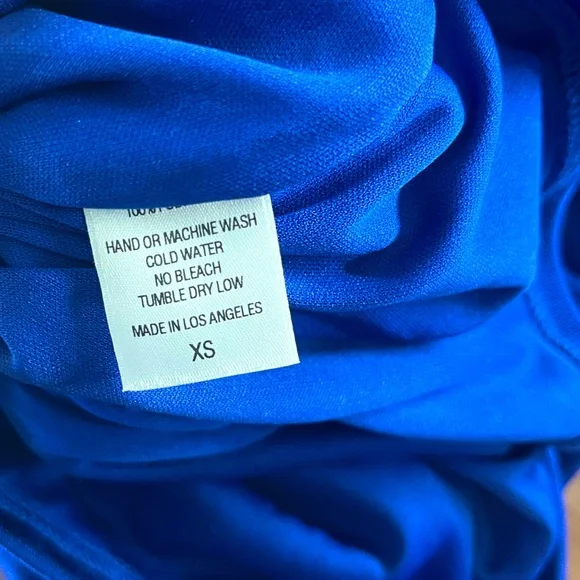 HAND OR MACHINE WASH
COLD WATER
NO BLEACH
TUMBLE DRY LOW
MADE IN LOS ANGELES
XS